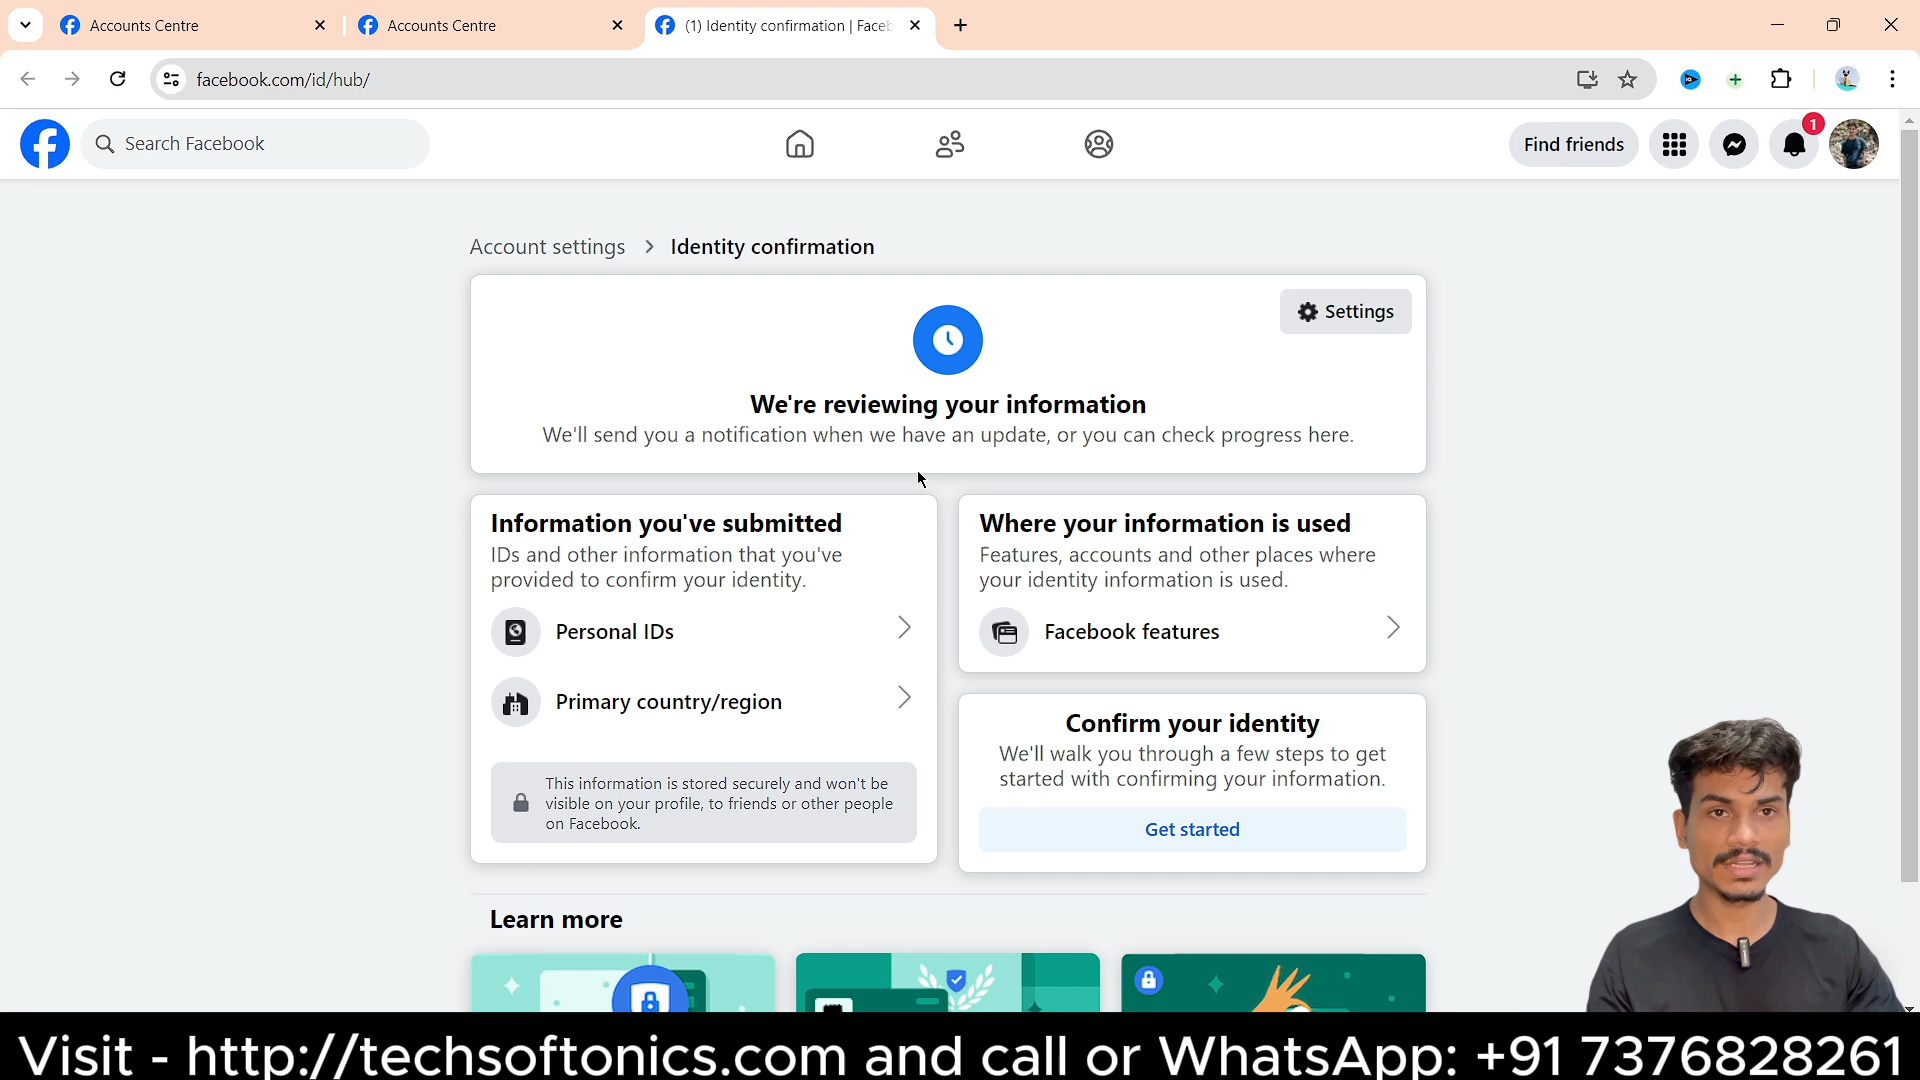 Accounts Centre
Accounts Centre
(1) Identity confirmation | Faceb
facebook.com/id/hub/
Search Facebook
Find friends
1
Account settings > Identity confirmation
Settings
We're reviewing your information
We'll send you a notification when we have an update, or you can check progress here.
Information you've submitted
IDs and other information that you've
provided to confirm your identity.
Personal IDs
Primary country/region
This information is stored securely and won't be
visible on your profile, to friends or other people
on Facebook.
Where your information is used
Features, accounts and other places where
your identity information is used.
Facebook features
Confirm your identity
We'll walk you through a few steps to get
started with confirming your information.
Get started
Learn more
Visit - http://techsoftonics.com and call or WhatsApp: +91 7376828261